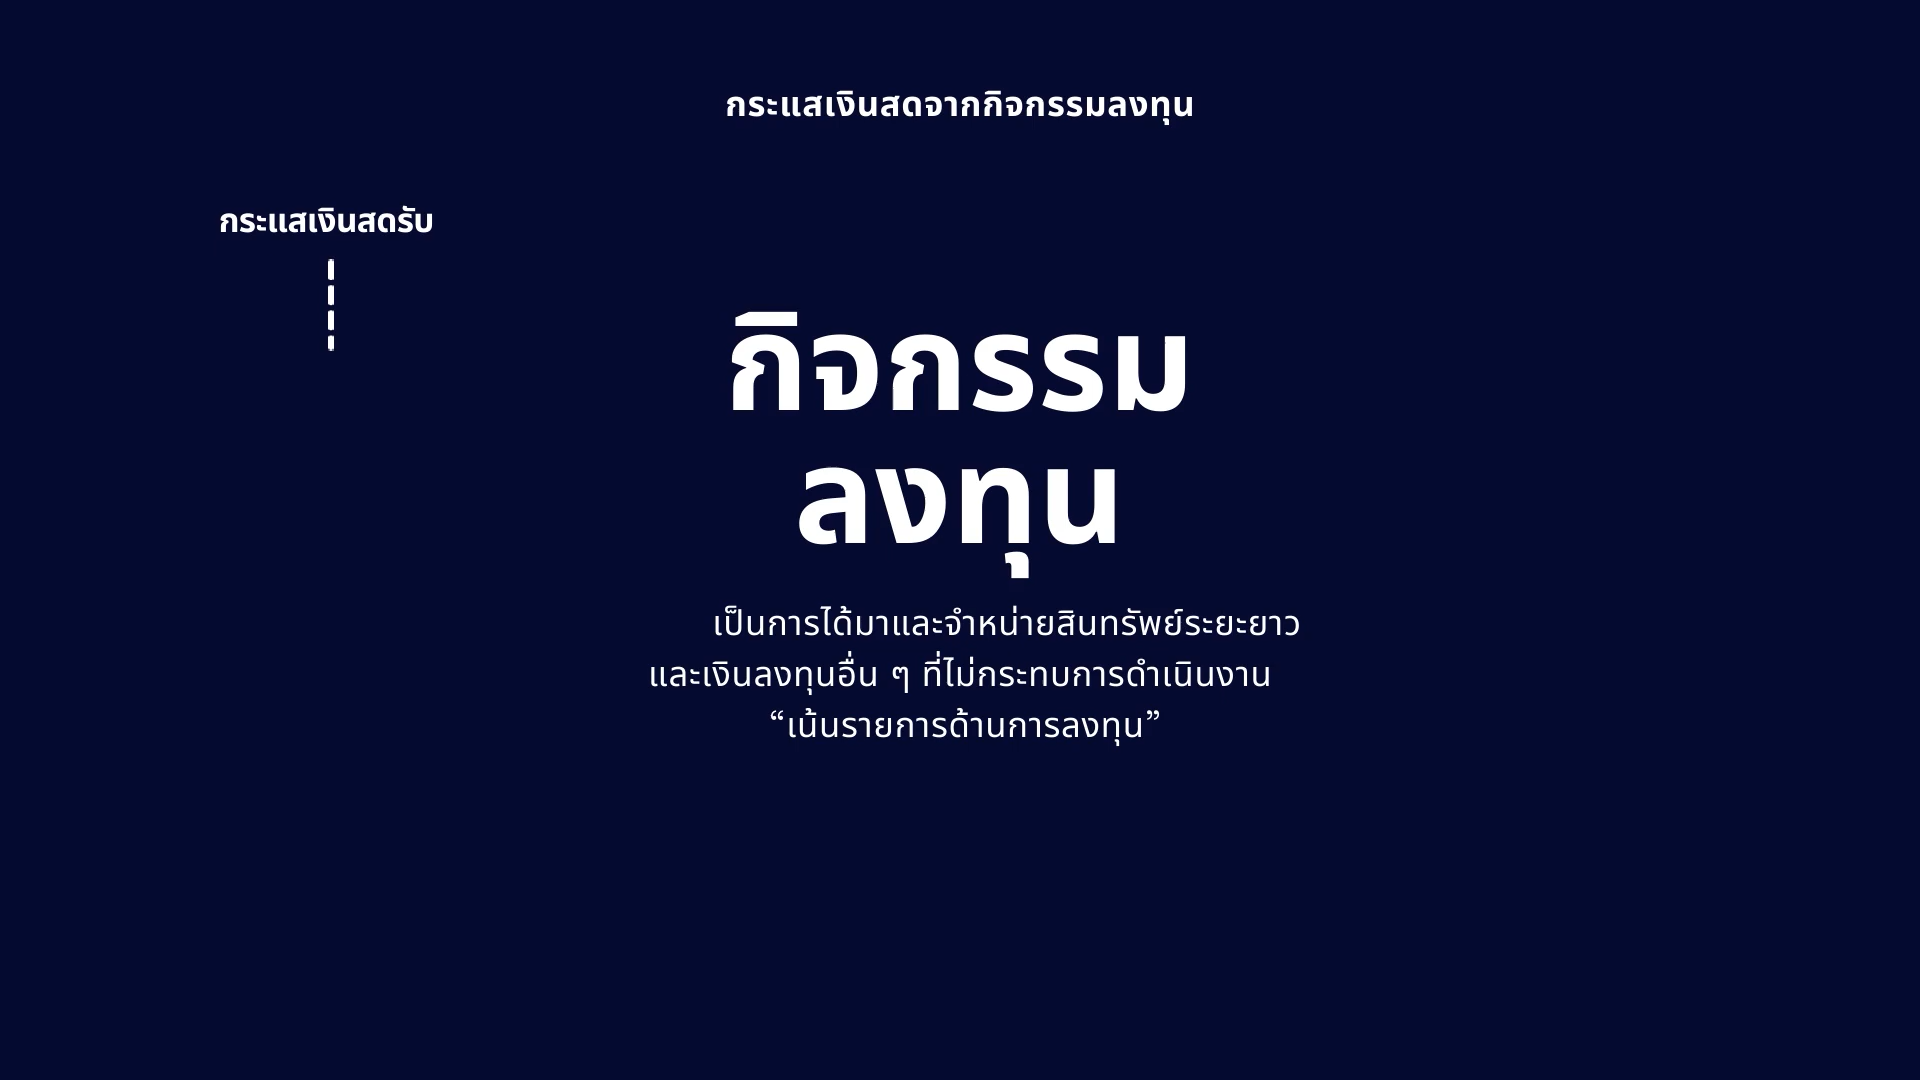 กระแสเงินสดจากกิจกรรมลงทุน
กระแสเงินสดรับ
กิจกรรม
ลงทุน
เป็นการได้มาและจำหน่ายสินทรัพย์ระยะยาว
และเงินลงทุนอื่น ๆ ที่ไม่กระทบการดำเนินงาน
“เน้นรายการด้านการลงทุน”